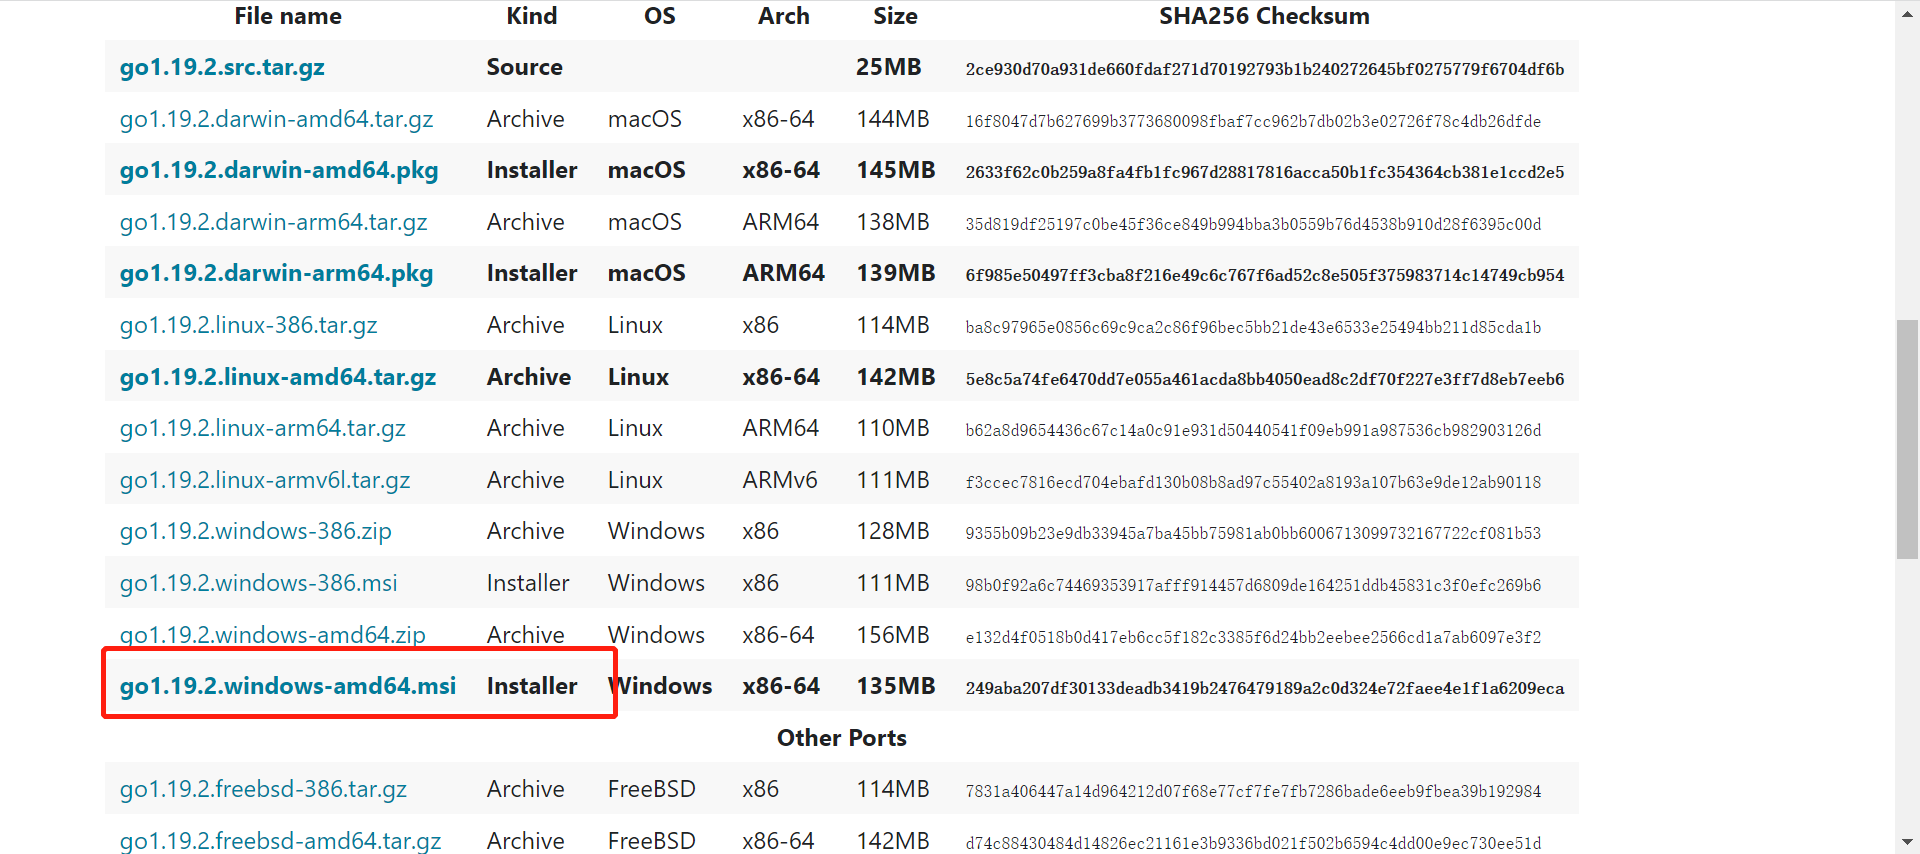 File name Kind OS Arch Size SHA256 Checksum
go1.19.2.src.tar.gz Source 25MB 2ce930d70a931de660fdaf271d70192793b1b240272645bf0275779f6704df6b
go1.19.2.darwin-amd64.tar.gz Archive macOS x86-64 144MB 16f8047d7b627699b3773680098fbaf7cc962b7db02b3e02726f78c4db26dfde
go1.19.2.darwin-amd64.pkg Installer macOS x86-64 145MB 2633f62c0b259a8fa4fb1fc967d28817816acca50b1fc354364cb381e1ccd2e5
go1.19.2.darwin-arm64.tar.gz Archive macOS ARM64 138MB 35d819df25197c0be45f36ce849b994bba3b0559b76d4538b910d28f6395c00d
go1.19.2.darwin-arm64.pkg Installer macOS ARM64 139MB 6f985e50497ff3cba8f216e49c6c767f6ad52c8e505f375983714c14749cb954
go1.19.2.linux-386.tar.gz Archive Linux x86 114MB ba8c97965e0856c69c9ca2c86f96bec5bb21de43e6533e25494bb211d85cda1b
go1.19.2.linux-amd64.tar.gz Archive Linux x86-64 142MB 5e8c5a74fe6470dd7e055a461acda8bb4050ead8c2df70f227e3ff7d8eb7eeb6
go1.19.2.linux-arm64.tar.gz Archive Linux ARM64 110MB b62a8d9654436c67c14a0c91e931d50440541f09eb991a987536cb982903126d
go1.19.2.linux-armv6l.tar.gz Archive Linux ARMv6 111MB f3ccec7816ecd704ebafd130b08b8ad97c55402a8193a107b63e9de12ab90118
go1.19.2.windows-386.zip Archive Windows x86 128MB 9355b09b23e9db33945a7ba45bb75981ab0bb6006713099732167722cf081b53
go1.19.2.windows-386.msi Installer Windows x86 111MB 98b0f92a6c74469353917afff914457d6809de164251ddb45831c3f0efc269b6
go1.19.2.windows-amd64.zip Archive Windows x86-64 156MB e132d4f0518b0d417eb6cc5f182c3385f6d24bb2eebee2566cd1a7ab6097e3f2
go1.19.2.windows-amd64.msi Installer Windows x86-64 135MB 249aba207df30133deadb3419b2476479189a2c0d324e72faee4e1f1a6209eca
Other Ports
go1.19.2.freebsd-386.tar.gz Archive FreeBSD x86 114MB 7831a406447a14d964212d07f68e77cf7fe7fb7286bade6eeb9fbea39b192984
go1.19.2.freebsd-amd64.tar.gz Archive FreeBSD x86-64 142MB d74c88430484d14826ec21161e3b9336bd021f502b6594c4dd00e9ec730ee51d